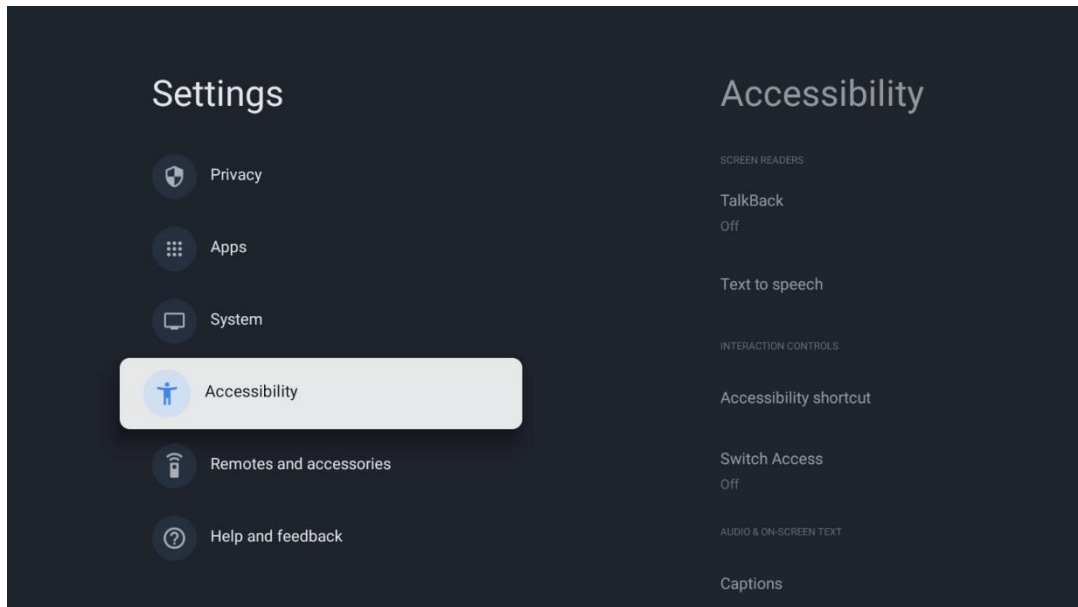 Settings
Privacy
Apps
System
Accessibility
Remotes and accessories
Help and feedback
Accessibility
SCREEN READERS
TalkBack
Off
Text to speech
INTERACTION CONTROLS
Accessibility shortcut
Switch Access
Off
AUDIO & ON-SCREEN TEXT
Captions